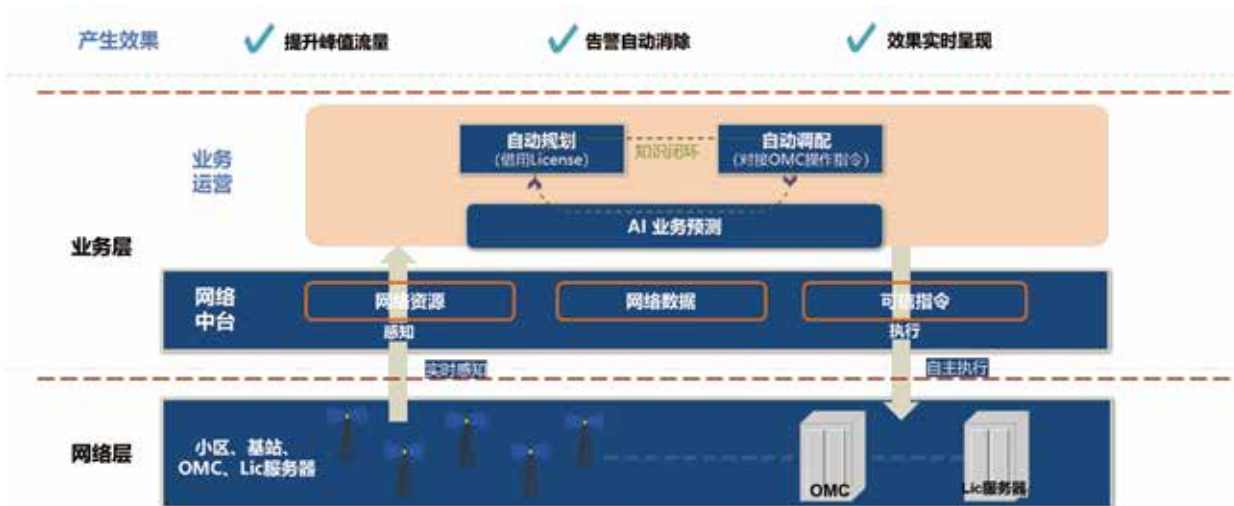 产生效果
提升峰值流量
告警自动消除
效果实时呈现
业务
运营
自动规划
(借用License)
知识闭环
自动调配
(对接OMC操作指令)
AI 业务预测
业务层
网络
中台
网络资源
网络数据
可信指令
感知
执行
实时感知
自主执行
网络层
小区、基站、
OMC、Lic服务器
OMC
Lic服务器